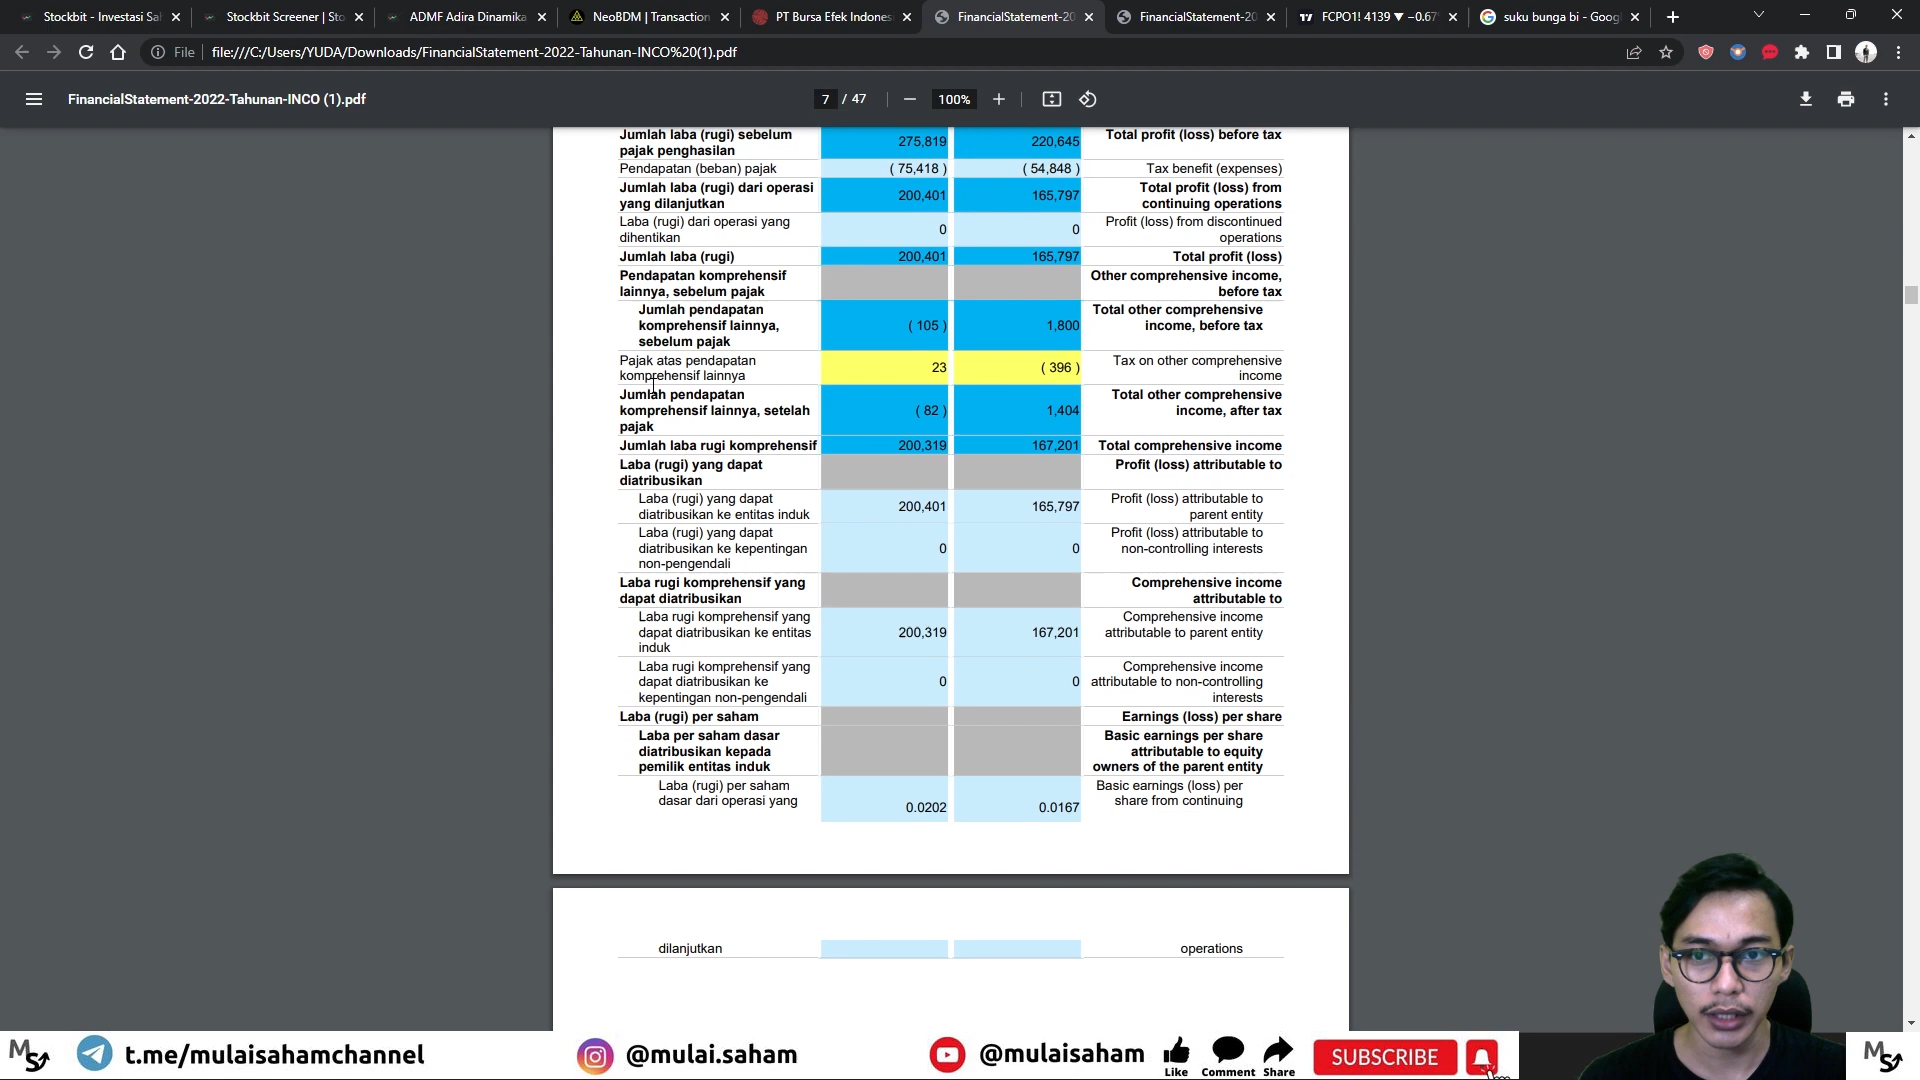 Stockbit - Investasi Sa
Stockbit Screener | Sto
ADMF Adira Dinamika
NeoBDM | Transaction
PT Bursa Efek Indones
FinancialStatement-20
FinancialStatement-20
FCPO1! 4139 ▼ −0.67
suku bunga bi - Goog
File
file:///C:/Users/YUDA/Downloads/FinancialStatement-2022-Tahunan-INCO%20(1).pdf
FinancialStatement-2022-Tahunan-INCO (1).pdf
7 / 47
100%
Jumlah laba (rugi) sebelum
pajak penghasilan
275,819
220,645
Total profit (loss) before tax
Pendapatan (beban) pajak
( 75,418 )
( 54,848 )
Tax benefit (expenses)
Jumlah laba (rugi) dari operasi
yang dilanjutkan
200,401
165,797
Total profit (loss) from
continuing operations
Laba (rugi) dari operasi yang
dihentikan
0
0
Profit (loss) from discontinued
operations
Jumlah laba (rugi)
200,401
165,797
Total profit (loss)
Pendapatan komprehensif
lainnya, sebelum pajak
Other comprehensive income,
before tax
Jumlah pendapatan
komprehensif lainnya,
sebelum pajak
( 105 )
1,800
Total other comprehensive
income, before tax
Pajak atas pendapatan
komprehensif lainnya
23
( 396 )
Tax on other comprehensive
income
Jumlah pendapatan
komprehensif lainnya, setelah
pajak
( 82 )
1,404
Total other comprehensive
income, after tax
Jumlah laba rugi komprehensif
200,319
167,201
Total comprehensive income
Laba (rugi) yang dapat
diatribusikan
Profit (loss) attributable to
Laba (rugi) yang dapat
diatribusikan ke entitas induk
200,401
165,797
Profit (loss) attributable to
parent entity
Laba (rugi) yang dapat
diatribusikan ke kepentingan
non-pengendali
0
0
Profit (loss) attributable to
non-controlling interests
Laba rugi komprehensif yang
dapat diatribusikan
Comprehensive income
attributable to
Laba rugi komprehensif yang
dapat diatribusikan ke entitas
induk
200,319
167,201
Comprehensive income
attributable to parent entity
Laba rugi komprehensif yang
dapat diatribusikan ke
kepentingan non-pengendali
0
0
Comprehensive income
attributable to non-controlling
interests
Laba (rugi) per saham
Earnings (loss) per share
Laba per saham dasar
diatribusikan kepada
pemilik entitas induk
Basic earnings per share
attributable to equity
owners of the parent entity
Laba (rugi) per saham
dasar dari operasi yang
0.0202
0.0167
Basic earnings (loss) per
share from continuing
dilanjutkan
operations
t.me/mulaisahamchannel
@mulai.saham
@mulaisaham
Like
Comment
Share
SUBSCRIBE